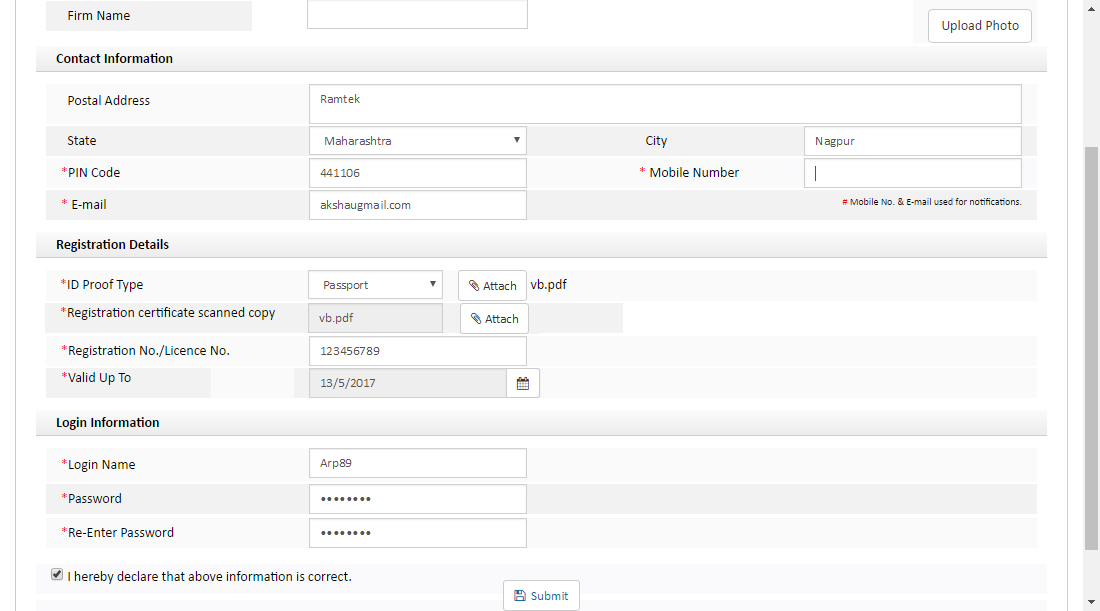 Firm Name
Upload Photo
Contact Information
Postal Address Ramtek
State Maharashtra City Nagpur
*PIN Code 441106 * Mobile Number
* E-mail akshaugmail.com # Mobile No. & E-mail used for notifications.
Registration Details
*ID Proof Type Passport Attach vb.pdf
*Registration certificate scanned copy vb.pdf Attach
*Registration No./Licence No. 123456789
*Valid Up To 13/5/2017
Login Information
*Login Name Arp89
*Password ••••••••
*Re-Enter Password ••••••••
I hereby declare that above information is correct.
Submit